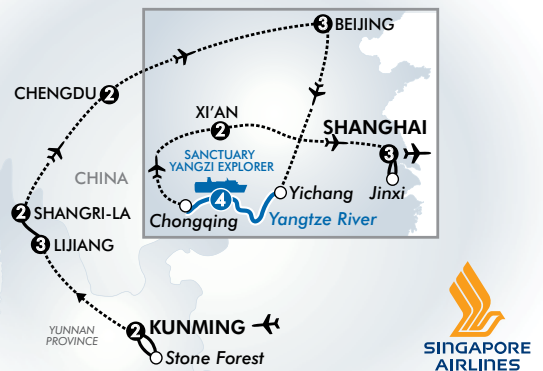 3 BEIJING
CHENGDU 2
XI'AN
2
SHANGHAI
3
SANCTUARY
YANGZI EXPLORER
4
CHINA
Yichang
Jinxi
Chongqing
Yangtze River
2 SHANGRI-LA
3 LIJIANG
2 KUNMING
YUNNAN
PROVINCE
Stone Forest
SINGAPORE
AIRLINES